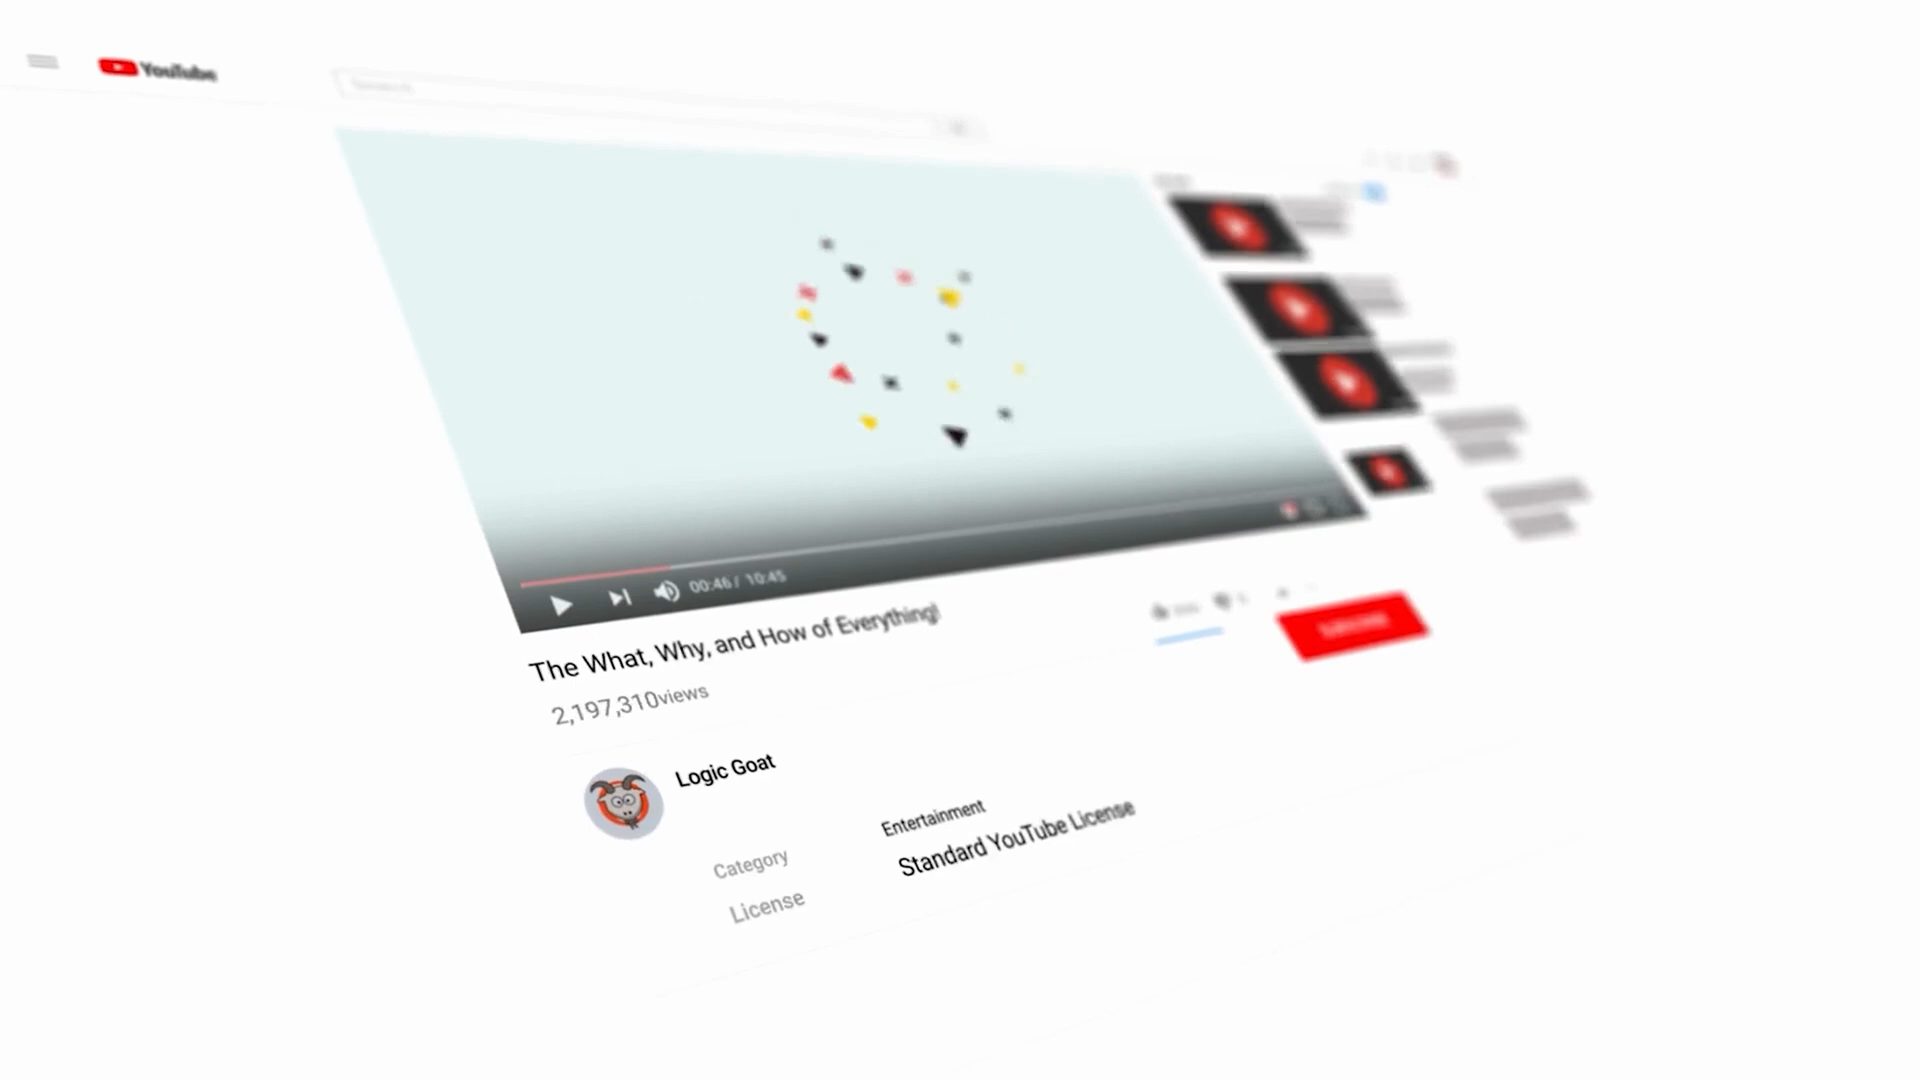 YouTube
00:46 / 10:45
The What, Why, and How of Everything!
2,197,310views
Logic Goat
Category
Entertainment
License
Standard YouTube License